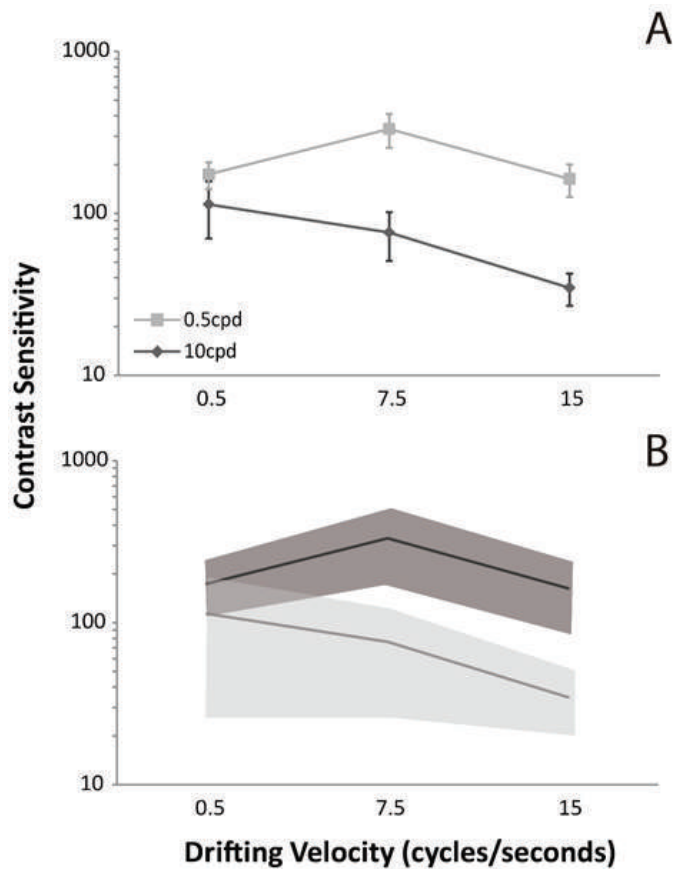 A
1000
100
10
0.5cpd
10cpd
0.5 7.5 15
Contrast Sensitivity
B
1000
100
10
0.5 7.5 15
Drifting Velocity (cycles/seconds)